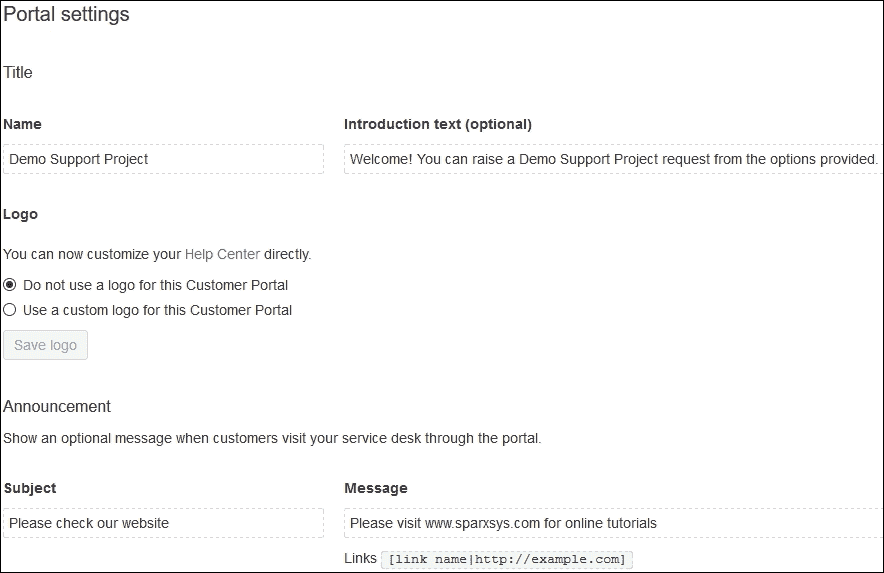 Portal settings
Title
Name
Introduction text (optional)
Demo Support Project
Welcome! You can raise a Demo Support Project request from the options provided.
Logo
You can now customize your Help Center directly.
Do not use a logo for this Customer Portal
Use a custom logo for this Customer Portal
Save logo
Announcement
Show an optional message when customers visit your service desk through the portal.
Subject
Message
Please check our website
Please visit www.sparxsys.com for online tutorials
Links [link name|http://example.com]